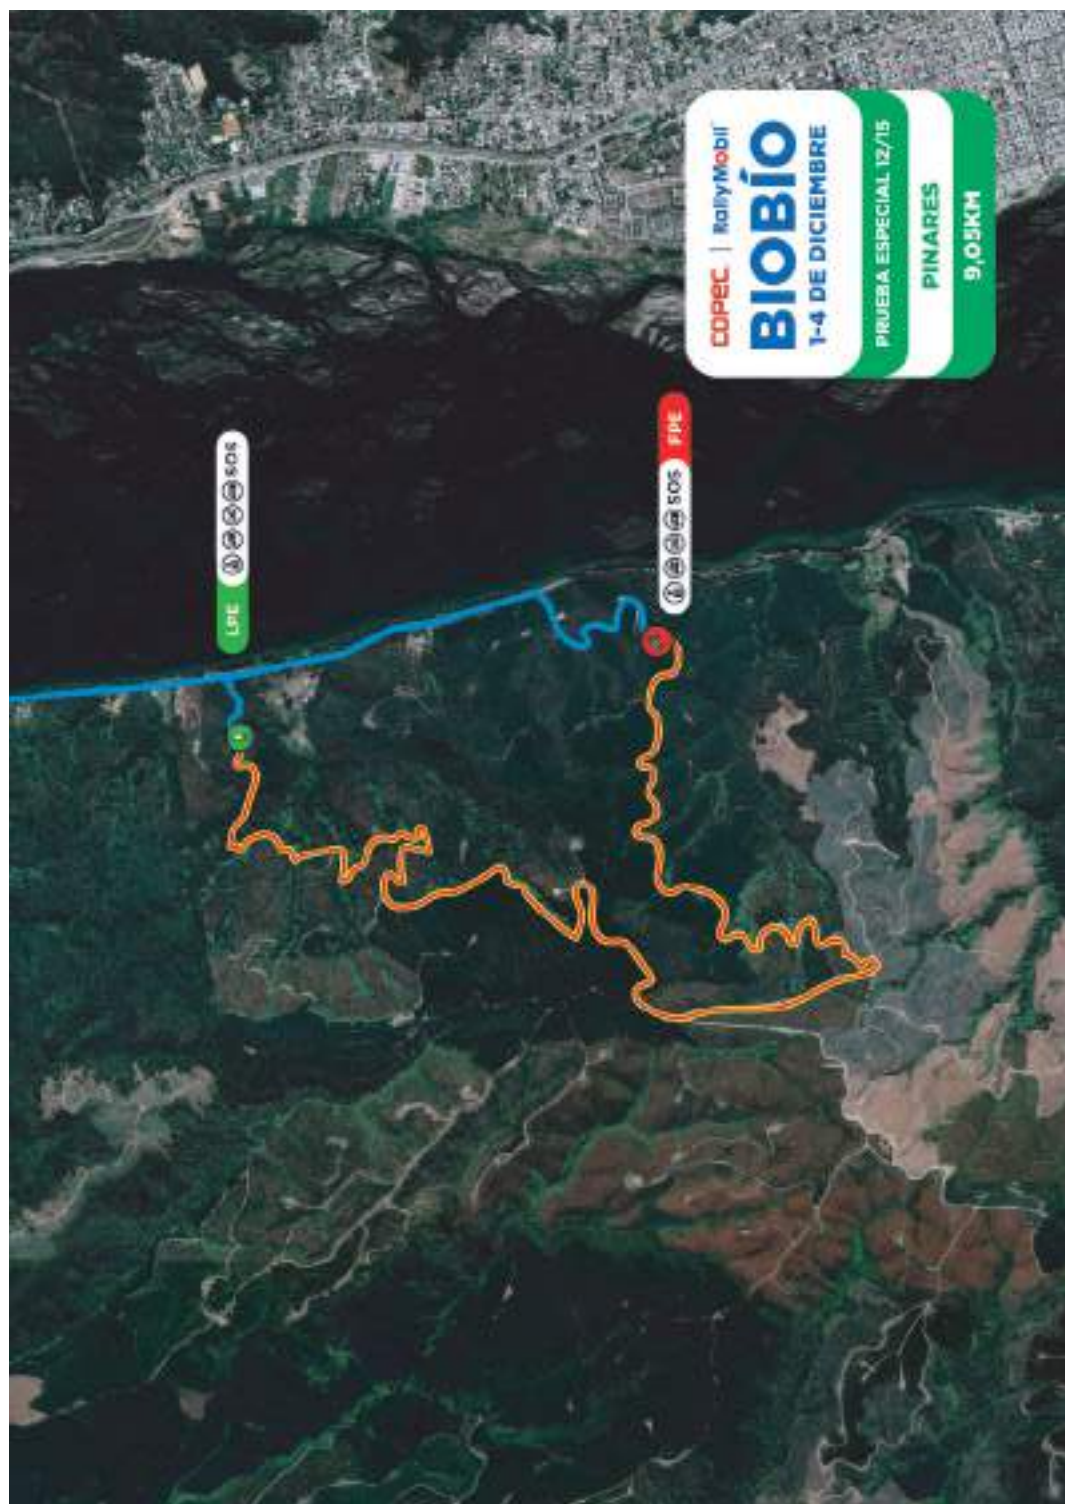 COPEC | RallyMobil
BIOBÍO
1-4 DE DICIEMBRE
PRUEBA ESPECIAL 12/15
PINARES
9,05KM
LPE
SOS
SOS
FPE